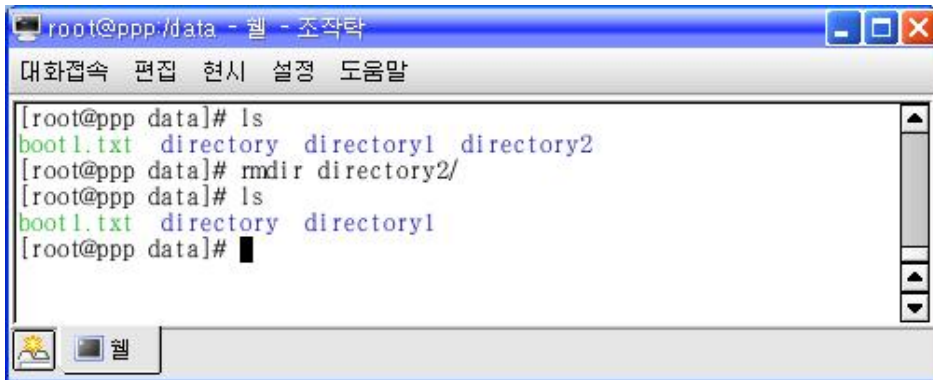 root@ppp:/data - 웰 - 조작탁
대화접속 편집 현시 설정 도움말
[root@ppp data]# ls
boot1.txt directory directory1 directory2
[root@ppp data]# rmdir directory2/
[root@ppp data]# ls
boot1.txt directory directory1
[root@ppp data]#
웰